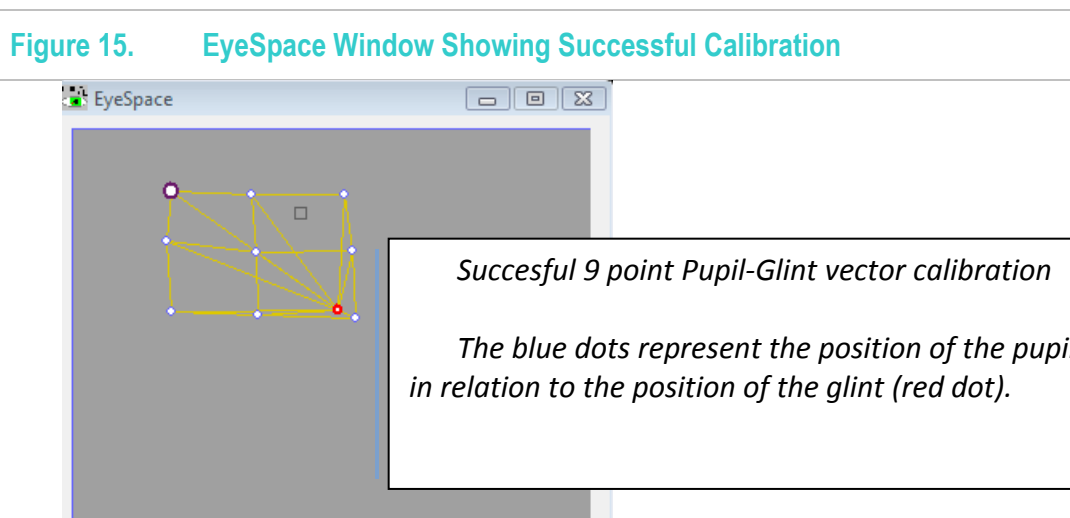 Figure 15. EyeSpace Window Showing Successful Calibration
EyeSpace
Succesful 9 point Pupil-Glint vector calibration
The blue dots represent the position of the pupi
in relation to the position of the glint (red dot).